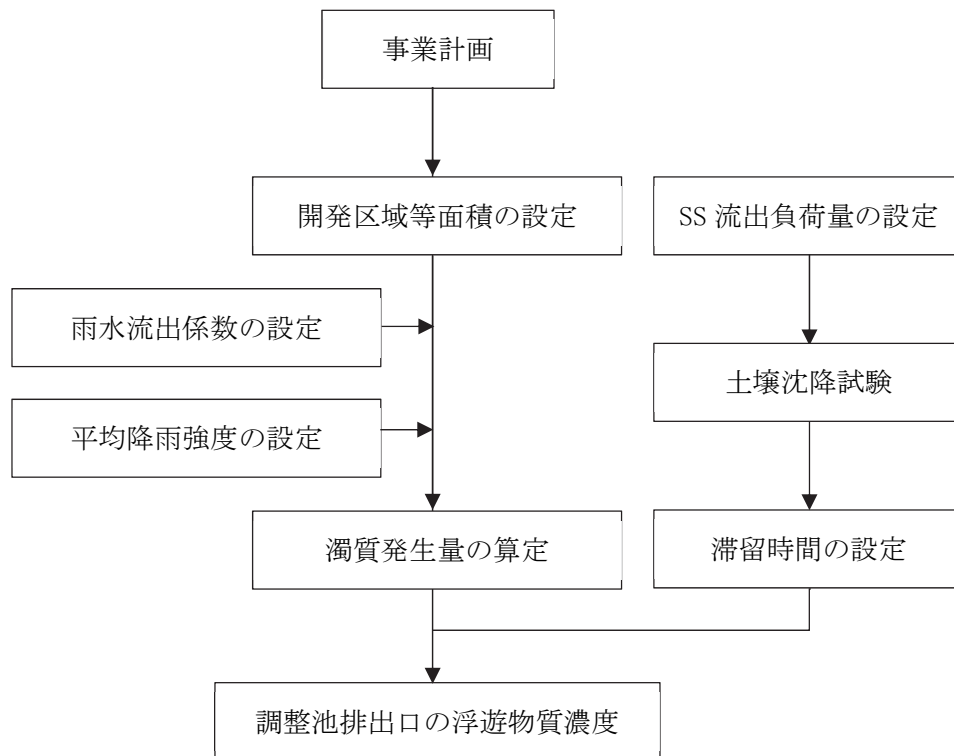 事業計画
開発区域等面積の設定
SS 流出負荷量の設定
雨水流出係数の設定
土壌沈降試験
平均降雨強度の設定
濁質発生量の算定
滞留時間の設定
調整池排出口の浮遊物質濃度